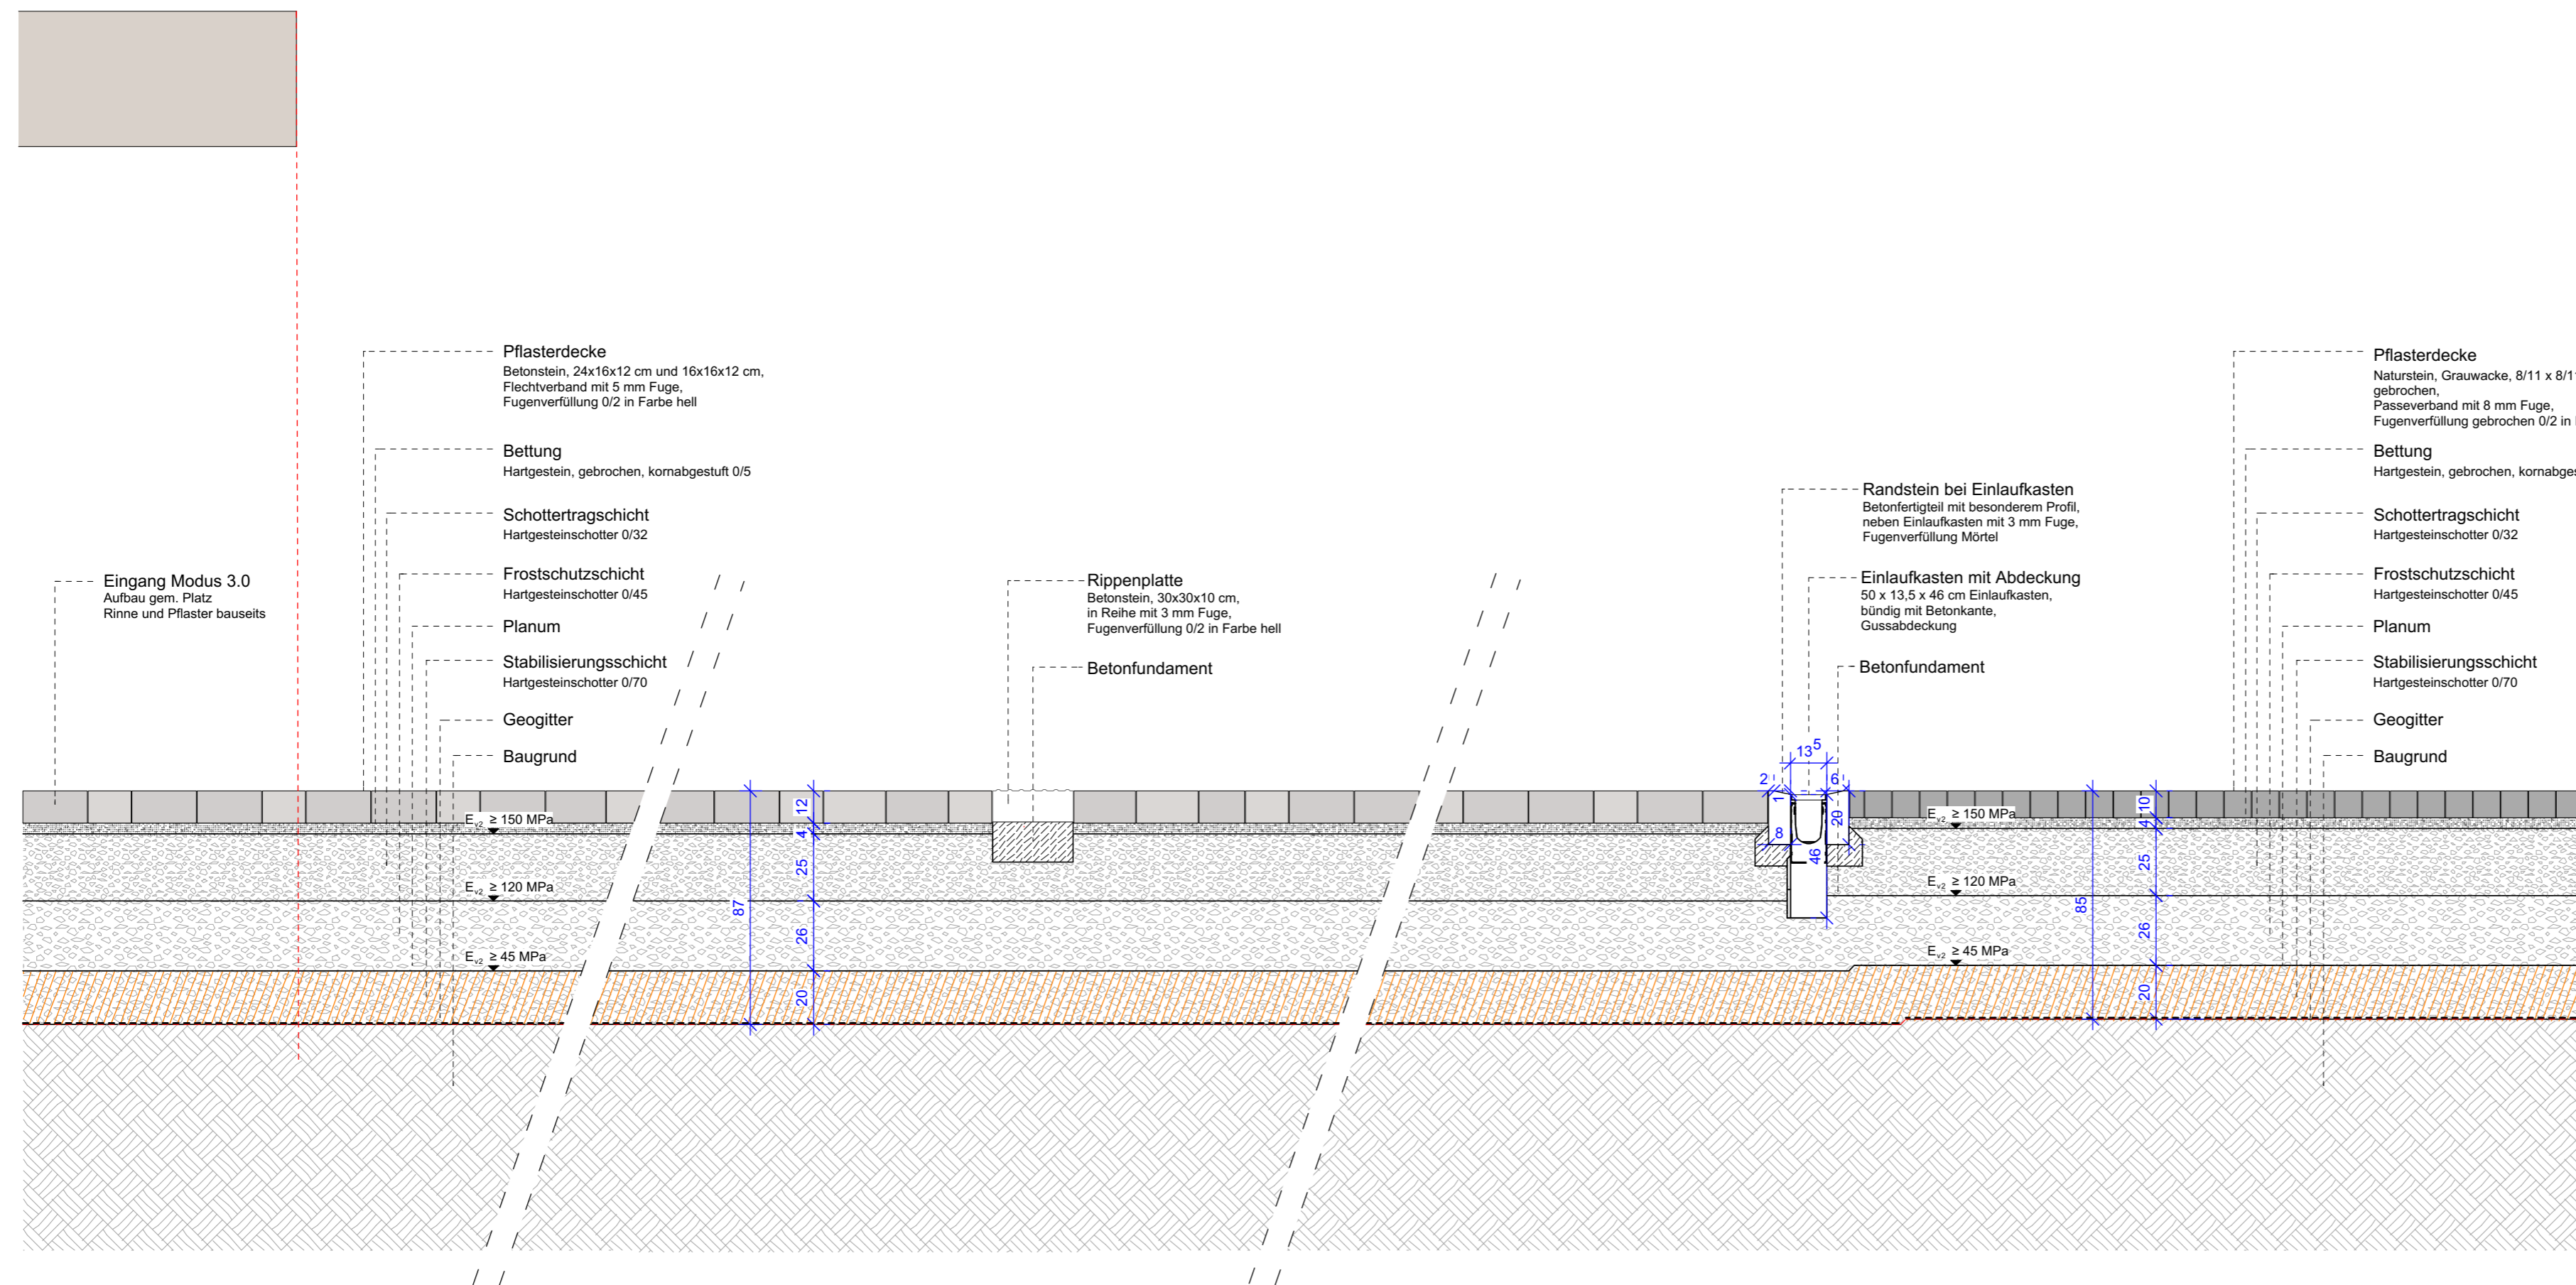 Eingang Modus 3.0
Aufbau gem. Platz
Rinne und Pflaster bauseits
Pflasterdecke
Betonstein, 24x16x12 cm und 16x16x12 cm,
Flechtverband mit 5 mm Fuge,
Fugenverfüllung 0/2 in Farbe hell
Bettung
Hartgestein, gebrochen, kornabgestuft 0/5
Schottertragschicht
Hartgesteinschotter 0/32
Frostschutzschicht
Hartgesteinschotter 0/45
Planum
Stabilisierungsschicht
Hartgesteinschotter 0/70
Geogitter
Baugrund
Rippenplatte
Betonstein, 30x30x10 cm,
in Reihe mit 3 mm Fuge,
Fugenverfüllung 0/2 in Farbe hell
Betonfundament
Randstein bei Einlaufkasten
Betonfertigteil mit besonderem Profil,
neben Einlaufkasten mit 3 mm Fuge,
Fugenverfüllung Mörtel
Einlaufkasten mit Abdeckung
50 x 13,5 x 46 cm Einlaufkasten,
bündig mit Betonkante,
Gussabdeckung
Betonfundament
Pflasterdecke
Naturstein, Grauwacke, 8/11 x 8/1
gebrochen,
Passeverband mit 8 mm Fuge,
Fugenverfüllung gebrochen 0/2 in
Bettung
Hartgestein, gebrochen, kornabges
Schottertragschicht
Hartgesteinschotter 0/32
Frostschutzschicht
Hartgesteinschotter 0/45
Planum
Stabilisierungsschicht
Hartgesteinschotter 0/70
Geogitter
Baugrund
Ev2 ≥ 150 MPa
Ev2 ≥ 120 MPa
Ev2 ≥ 45 MPa
87
12
4
25
26
20
2
13 5
6
1
8
20
46
Ev2 ≥ 150 MPa
Ev2 ≥ 120 MPa
Ev2 ≥ 45 MPa
85
10
4
25
26
20